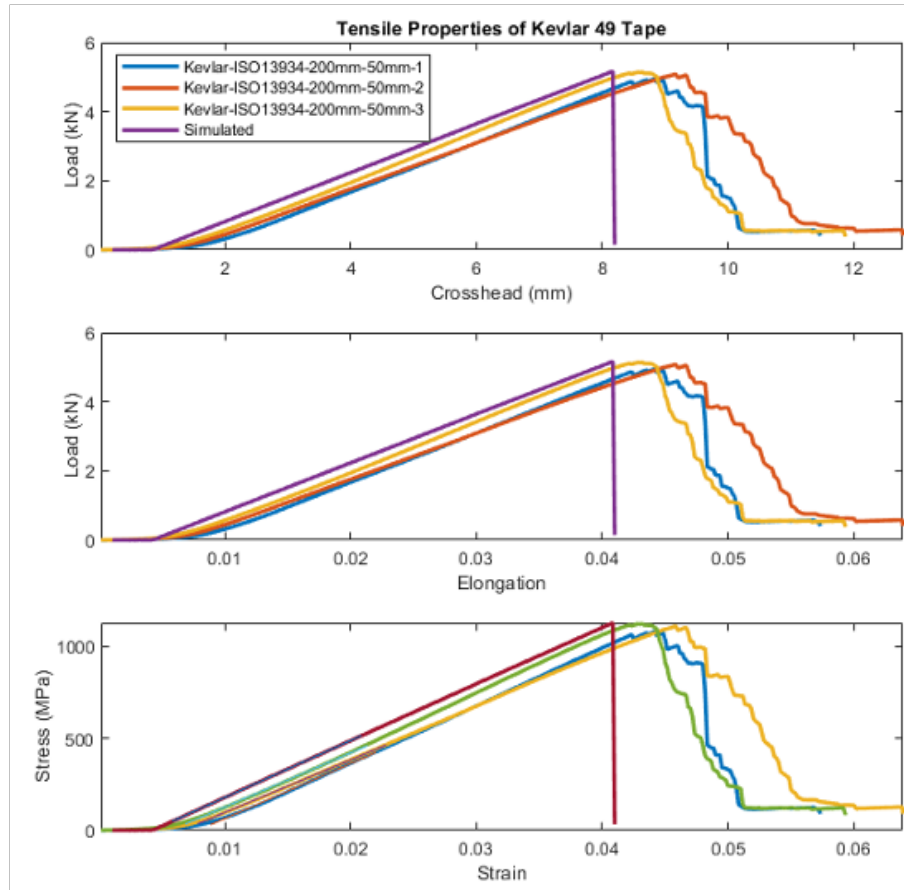 Tensile Properties of Kevlar 49 Tape
6
4
2
0
Load (kN)
Kevlar-ISO13934-200mm-50mm-1
Kevlar-ISO13934-200mm-50mm-2
Kevlar-ISO13934-200mm-50mm-3
Simulated
2 4 6 8 10 12
Crosshead (mm)
6
4
2
0
Load (kN)
0.01 0.02 0.03 0.04 0.05 0.06
Elongation
1000
500
0
Stress (MPa)
0.01 0.02 0.03 0.04 0.05 0.06
Strain